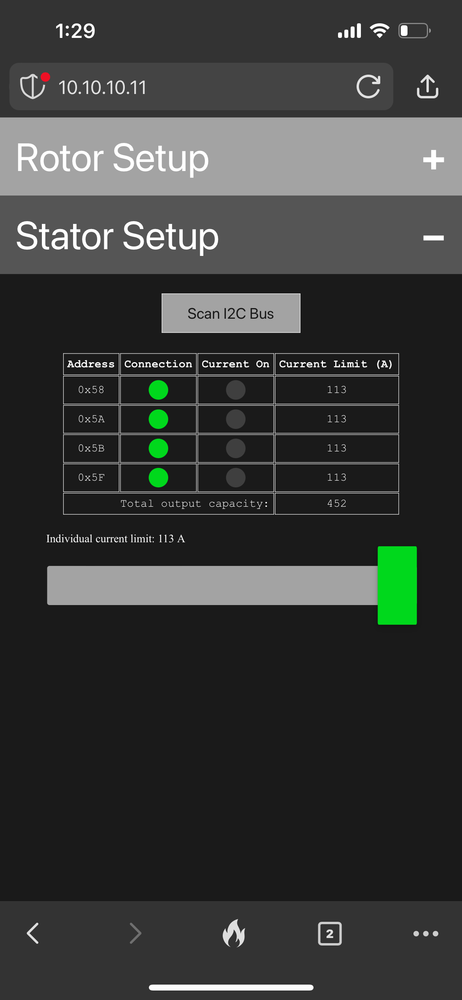 1:29
10.10.10.11
Rotor Setup +
Stator Setup −
Scan I2C Bus
Address Connection Current On Current Limit (A)
0x58 113
0x5A 113
0x5B 113
0x5F 113
Total output capacity: 452
Individual current limit: 113 A
2